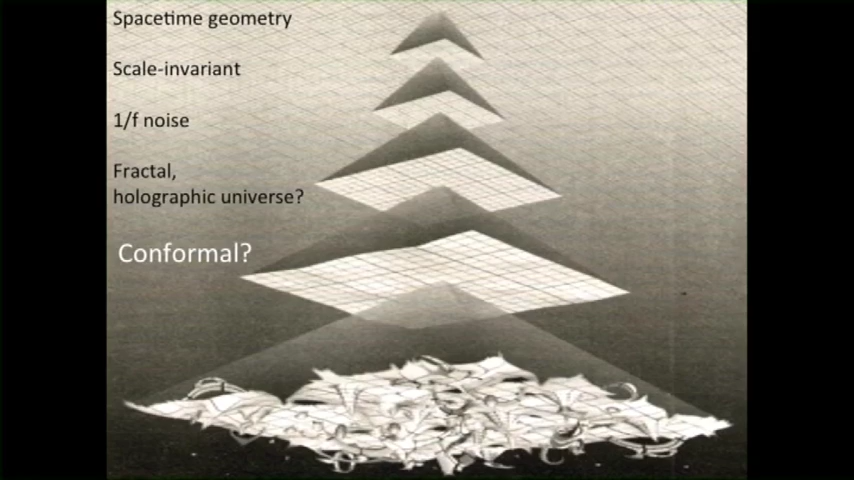 Spacetime geometry
Scale-invariant
1/f noise
Fractal,
holographic universe?
Conformal?